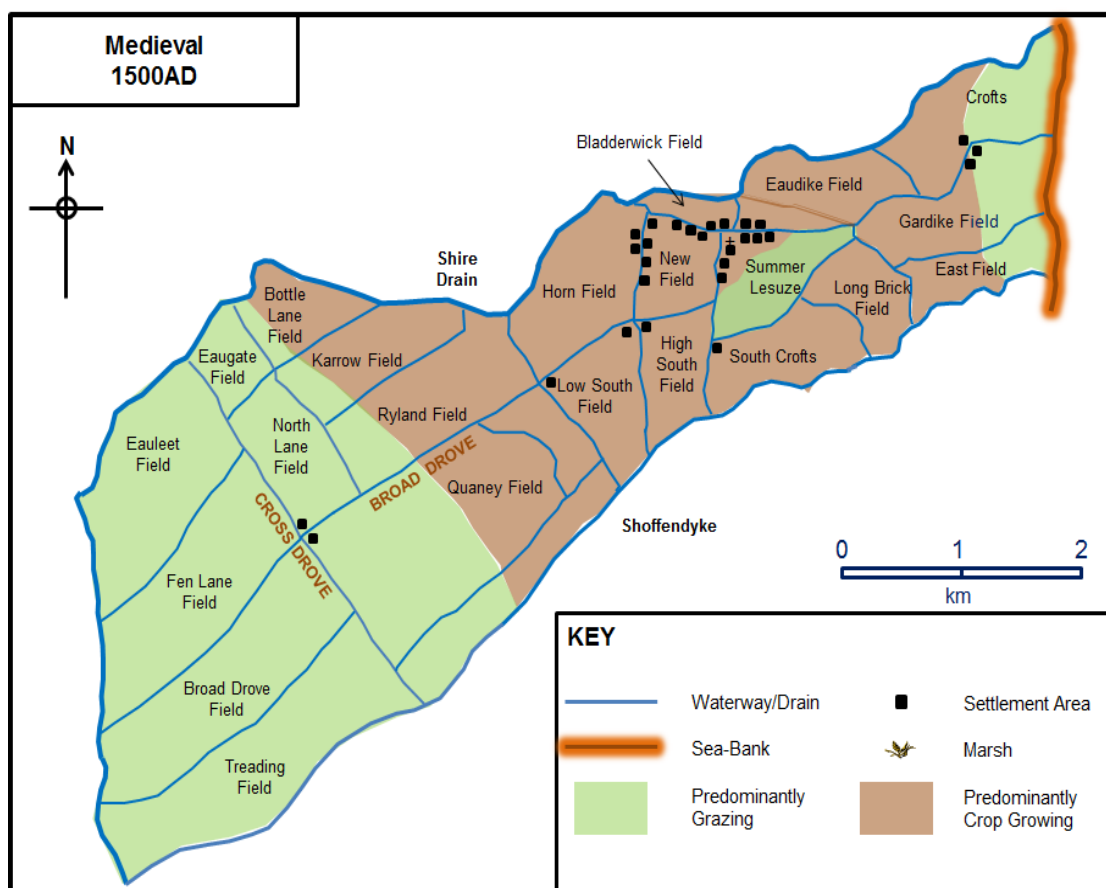 Medieval
1500AD
N
Crofts
Bladderwick Field
Eaudike Field
Gardike Field
Shire
Drain
New
Field
Summer
Lesuze
East Field
Horn Field
Long Brick
Field
Bottle
Lane
Field
Karrow Field
High
South
Field
South Crofts
Eaugate
Field
Low South
Field
Ryland Field
North
Lane
Field
Eauleet
Field
BROAD DROVE
Quaney Field
CROSS DROVE
Shoffendyke
Fen Lane
Field
Broad Drove
Field
Treading
Field
0 1 2
km
KEY
Waterway/Drain
Settlement Area
Sea-Bank
Marsh
Predominantly
Grazing
Predominantly
Crop Growing